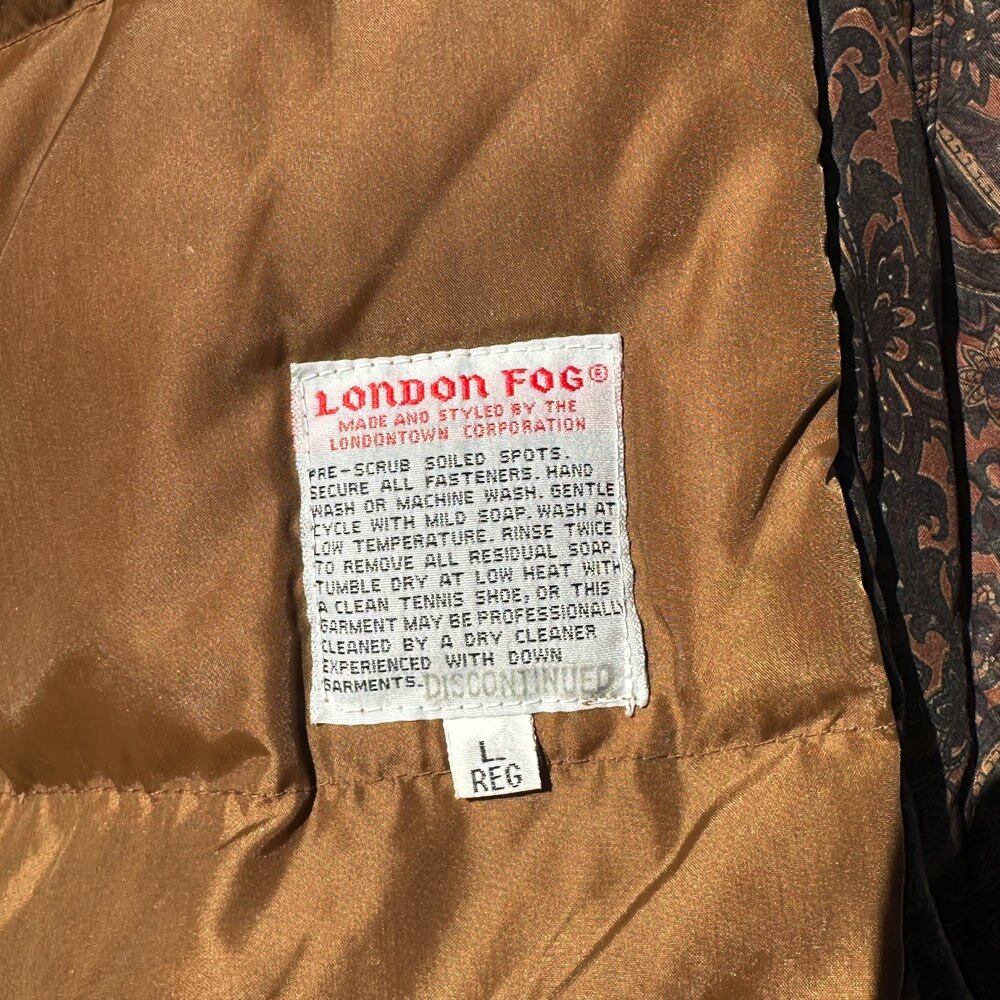 LONDON FOG®
MADE AND STYLED BY THE
LONDONTOWN CORPORATION
PRE-SCRUB SOILED SPOTS.
SECURE ALL FASTENERS. HAND
WASH OR MACHINE WASH. GENTLE
CYCLE WITH MILD SOAP. WASH AT
LOW TEMPERATURE. RINSE TWICE
TO REMOVE ALL RESIDUAL SOAP.
TUMBLE DRY AT LOW HEAT WITH
A CLEAN TENNIS SHOE, OR THIS
GARMENT MAY BE PROFESSIONALLY
CLEANED BY A DRY CLEANER
EXPERIENCED WITH DOWN
GARMENTS. DISCONTINUED
L
REG